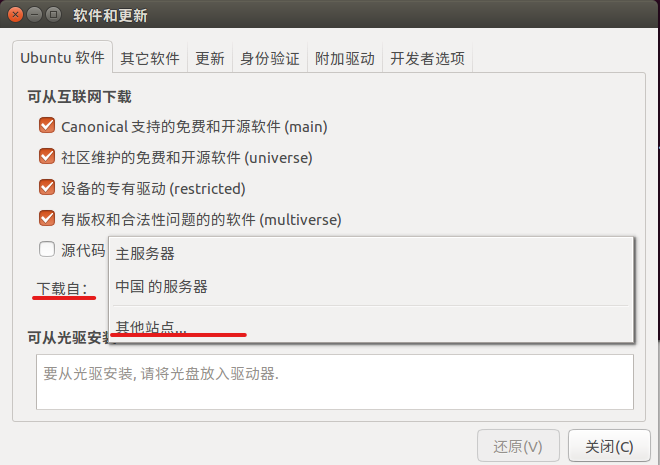 软件和更新
Ubuntu 软件 其它软件 更新 身份验证 附加驱动 开发者选项
可从互联网下载
Canonical 支持的免费和开源软件 (main)
社区维护的免费和开源软件 (universe)
设备的专有驱动 (restricted)
有版权和合法性问题的的软件 (multiverse)
源代码
主服务器
中国 的服务器
下载自：
其他站点...
可从光驱安装
要从光驱安装, 请将光盘放入驱动器.
还原(V) 关闭(C)